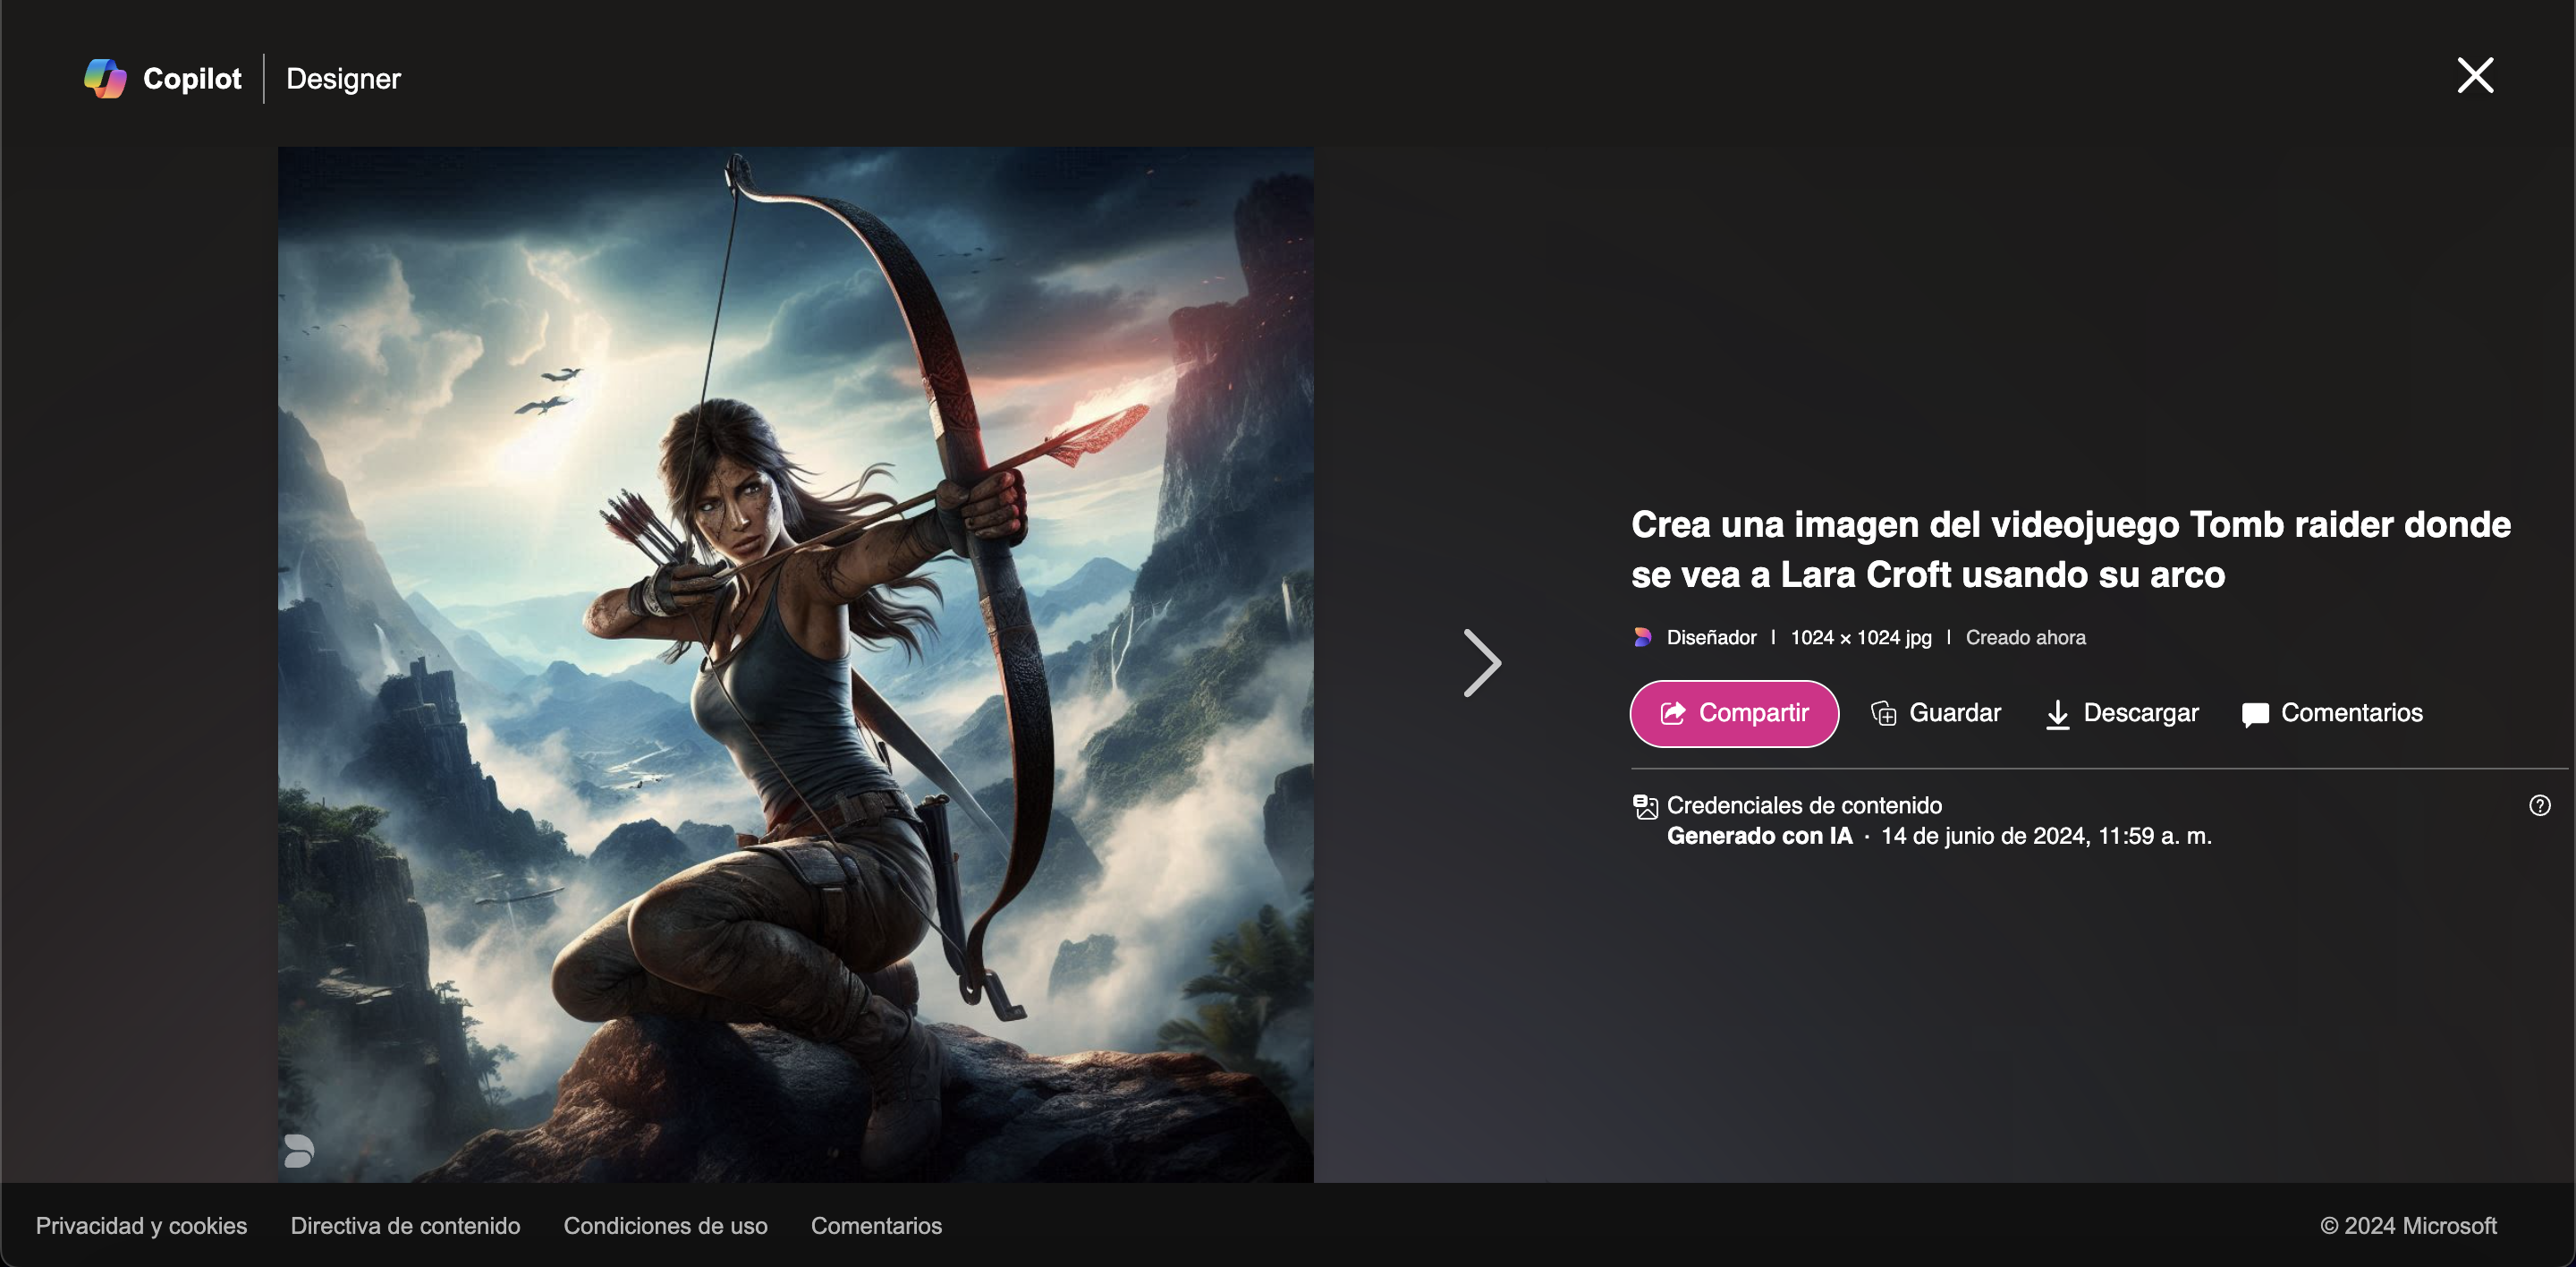 Copilot | Designer
Crea una imagen del videojuego Tomb raider donde
se vea a Lara Croft usando su arco
Diseñador | 1024 × 1024 jpg | Creado ahora
Compartir Guardar Descargar Comentarios
Credenciales de contenido
Generado con IA · 14 de junio de 2024, 11:59 a. m.
Privacidad y cookies Directiva de contenido Condiciones de uso Comentarios © 2024 Microsoft